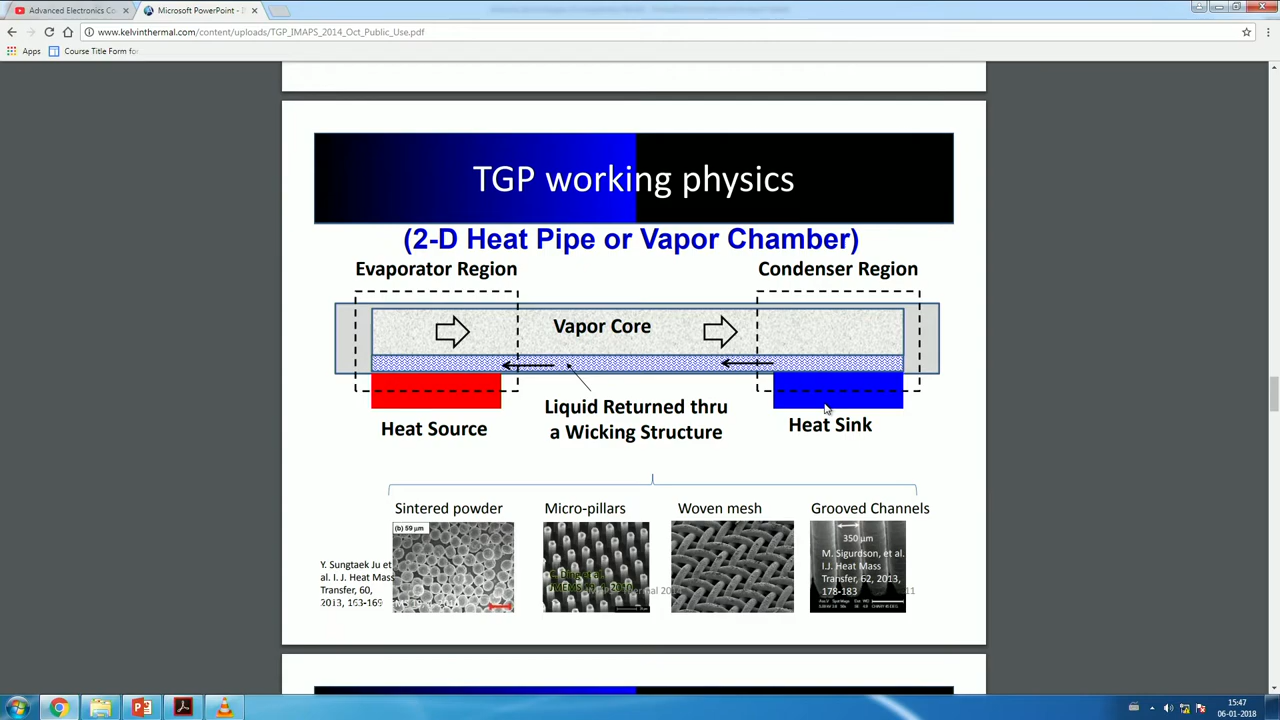 Advanced Electronics Co
Microsoft PowerPoint - D
www.kelvinthermal.com/content/uploads/TGP_IMAPS_2014_Oct_Public_Use.pdf
Apps
Course Title Form for
TGP working physics
(2-D Heat Pipe or Vapor Chamber)
Evaporator Region
Condenser Region
Vapor Core
Liquid Returned thru
a Wicking Structure
Heat Source
Heat Sink
Sintered powder
Micro-pillars
Woven mesh
Grooved Channels
(b) 59 μm
350 μm
Y. Sungtaek Ju et
al. I. J. Heat Mass
Transfer, 60,
2013, 163-169
M. Sigurdson, et al.
I.J. Heat Mass
Transfer, 62, 2013,
178-183
11
15:47
06-01-2018